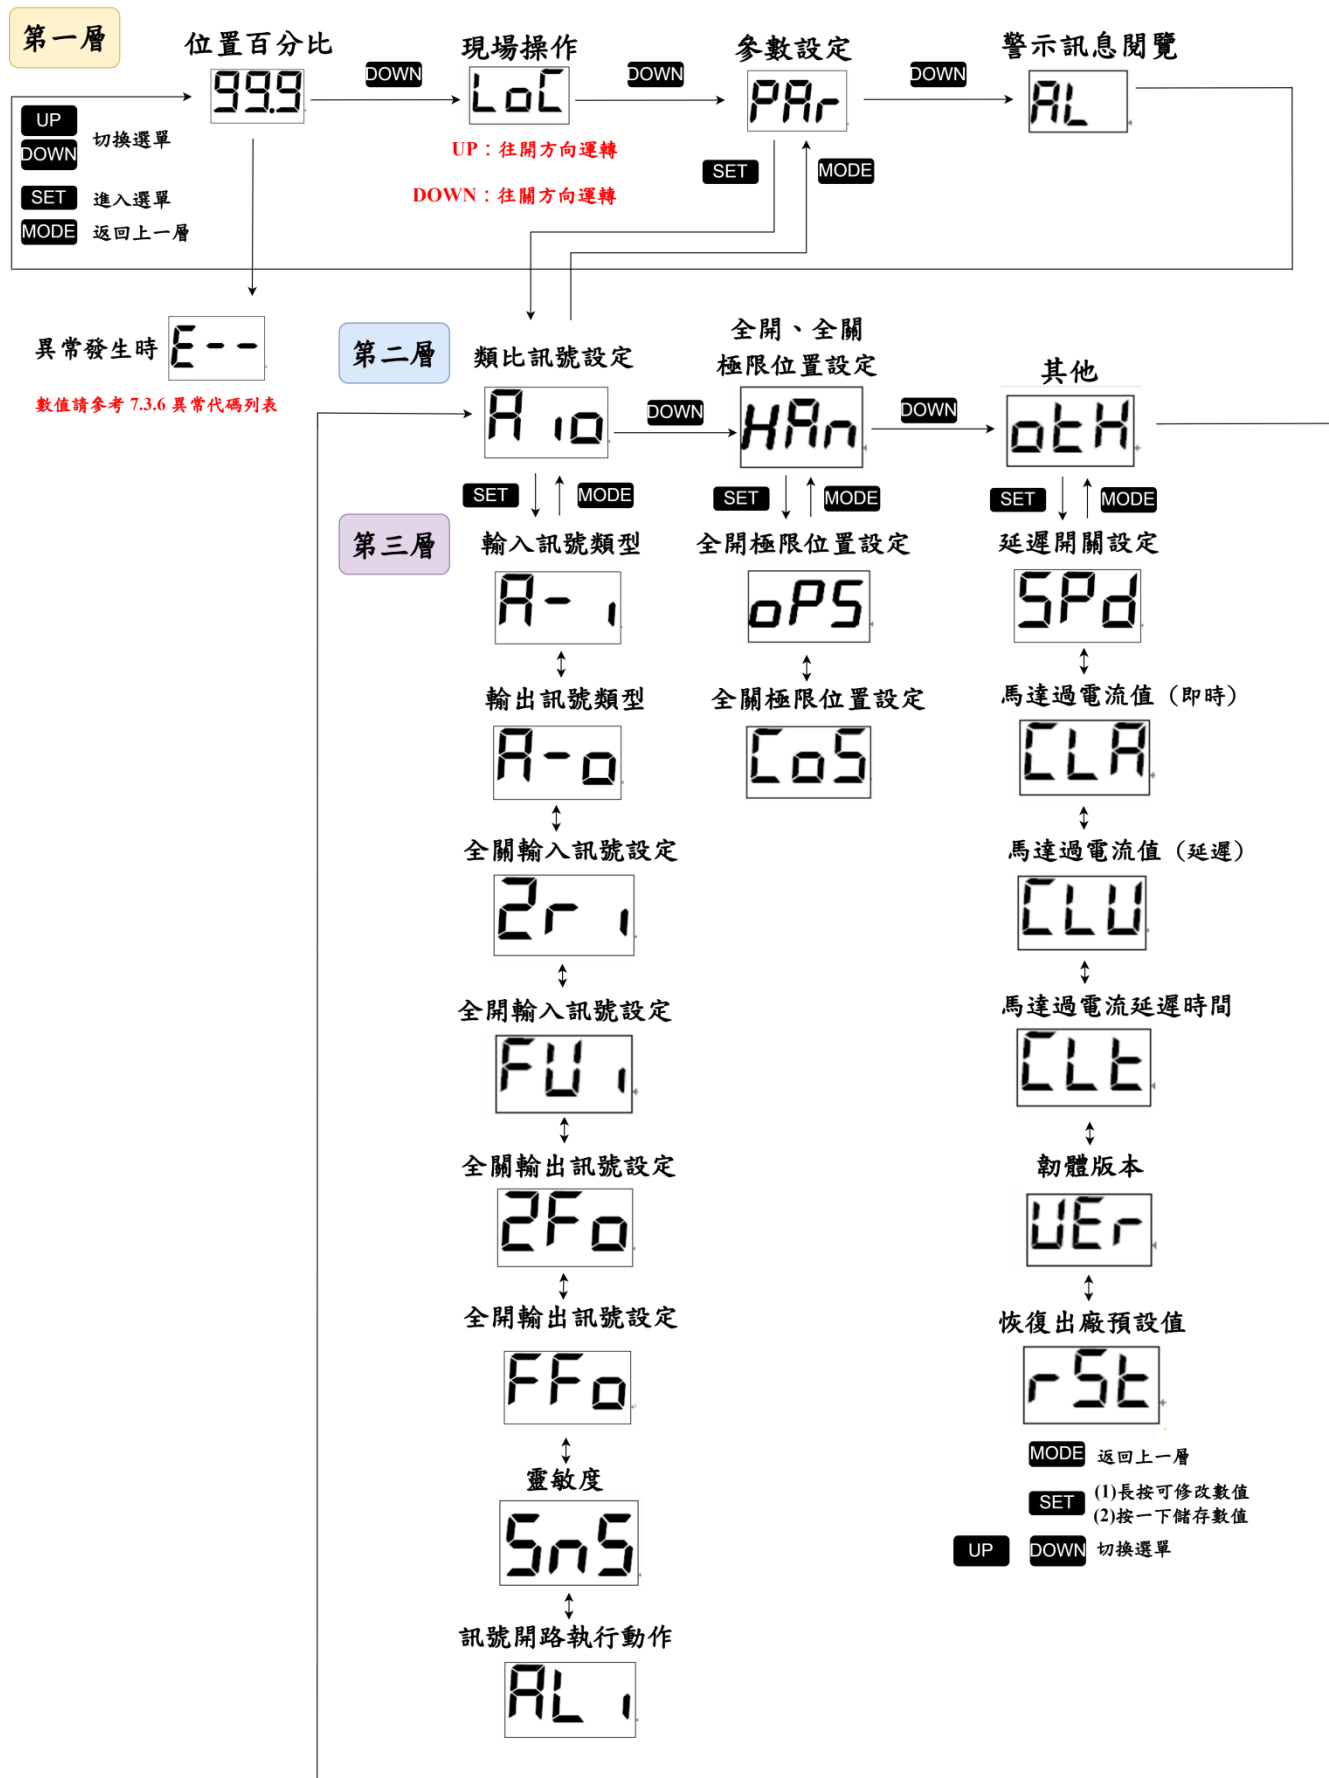 第一層
位置百分比
現場操作
參數設定
警示訊息閱覽
99.9
DOWN
LoC
DOWN
PAr
DOWN
AL
UP
DOWN
切換選單
SET
進入選單
MODE
返回上一層
UP：往開方向運轉
DOWN：往關方向運轉
SET
MODE
異常發生時
E--
數值請參考 7.3.6 異常代碼列表
第二層
類比訊號設定
全開、全關
極限位置設定
其他
A io
DOWN
HAn
DOWN
otH
SET
MODE
SET
MODE
SET
MODE
第三層
輸入訊號類型
全開極限位置設定
延遲開關設定
A-i
oPS
SPd
輸出訊號類型
全關極限位置設定
馬達過電流值（即時）
A-o
CoS
CLA
全關輸入訊號設定
馬達過電流值（延遲）
2r i
CLU
全開輸入訊號設定
馬達過電流延遲時間
FU i
CLt
全關輸出訊號設定
韌體版本
2Fo
UEr
全開輸出訊號設定
恢復出廠預設值
FFo
rSt
靈敏度
SnS
訊號開路執行動作
AL i
MODE
返回上一層
SET
(1)長按可修改數值
(2)按一下儲存數值
UP
DOWN
切換選單